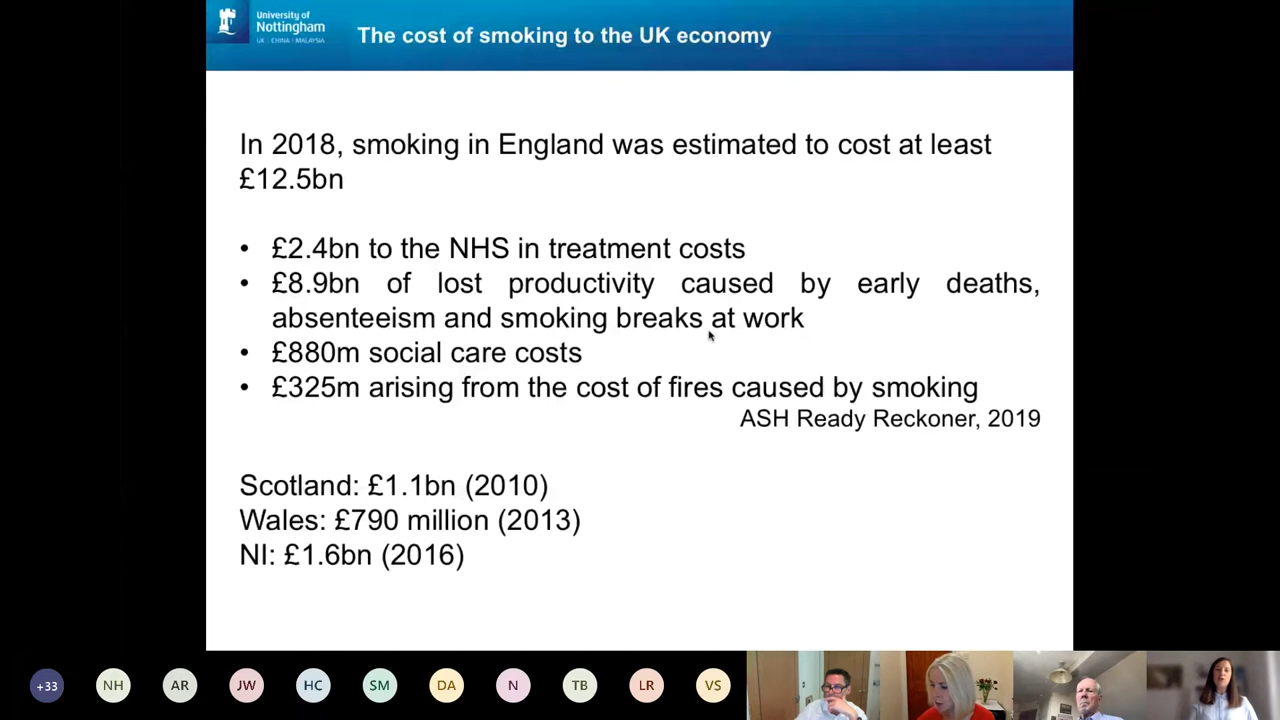 University of
Nottingham
UK | CHINA | MALAYSIA
The cost of smoking to the UK economy
In 2018, smoking in England was estimated to cost at least
£12.5bn
• £2.4bn to the NHS in treatment costs
• £8.9bn of lost productivity caused by early deaths,
absenteeism and smoking breaks at work
• £880m social care costs
• £325m arising from the cost of fires caused by smoking
ASH Ready Reckoner, 2019
Scotland: £1.1bn (2010)
Wales: £790 million (2013)
NI: £1.6bn (2016)
+33 NH AR JW HC SM DA N TB LR VS